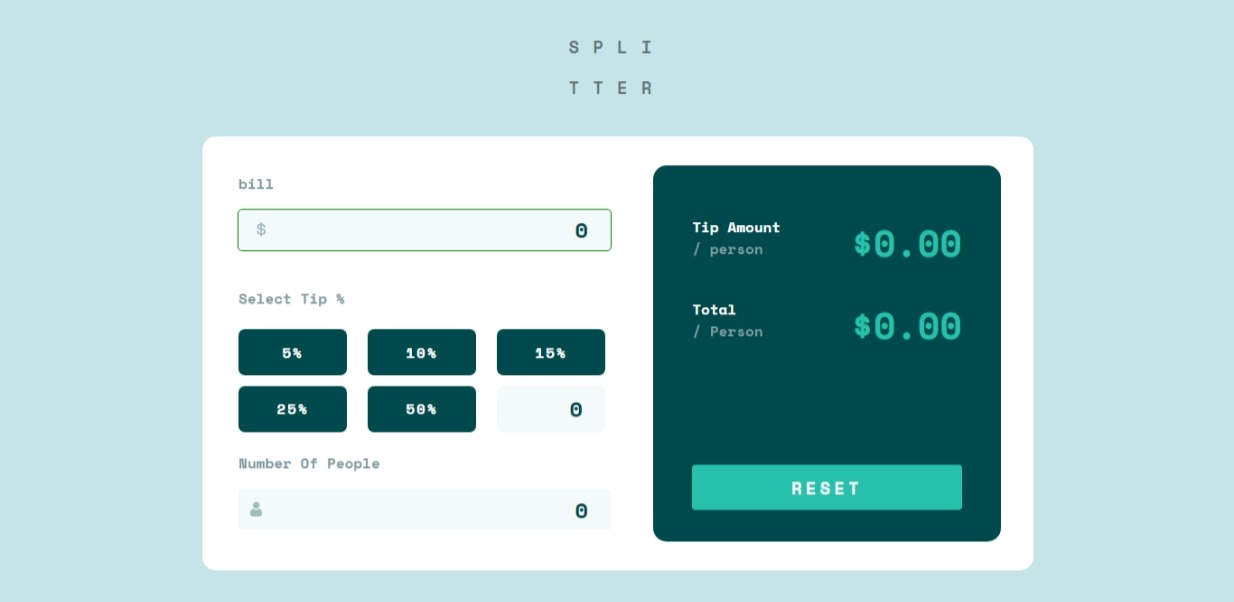 S P L I
T T E R
bill
$ 0
Select Tip %
5% 10% 15%
25% 50% 0
Number Of People
0
Tip Amount
/ person
$0.00
Total
/ Person
$0.00
RESET